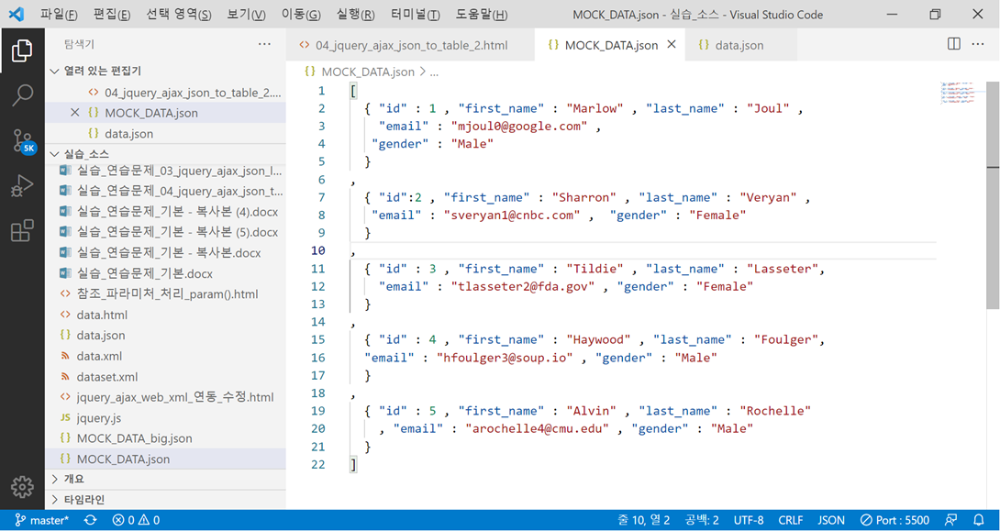 파일(F) 편집(E) 선택 영역(S) 보기(V) 이동(G) 실행(R) 터미널(T) 도움말(H) MOCK_DATA.json - 실습_소스 - Visual Studio Code
탐색기 ...
열려 있는 편집기
04_jquery_ajax_json_to_table_2....
MOCK_DATA.json
data.json
실습_소스
실습_연습문제_03_jquery_ajax_json_l...
실습_연습문제_04_jquery_ajax_json_t...
실습_연습문제_기본 - 복사본 (4).docx
실습_연습문제_기본 - 복사본 (5).docx
실습_연습문제_기본 - 복사본.docx
실습_연습문제_기본.docx
참조_파라미처_처리_param().html
data.html
data.json
data.xml
dataset.xml
jquery_ajax_web_xml_연동_수정.html
JS jquery.js
MOCK_DATA_big.json
MOCK_DATA.json
개요
타임라인
5K
04_jquery_ajax_json_to_table_2.html MOCK_DATA.json data.json
MOCK_DATA.json > ...
1 [
2 { "id" : 1 , "first_name" : "Marlow" , "last_name" : "Joul" ,
3 "email" : "mjoul0@google.com" ,
4 "gender" : "Male"
5 }
6 ,
7 { "id":2 , "first_name" : "Sharron" , "last_name" : "Veryan" ,
8 "email" : "sveryan1@cnbc.com" , "gender" : "Female"
9 }
10 ,
11 { "id" : 3 , "first_name" : "Tildie" , "last_name" : "Lasseter",
12 "email" : "tlasseter2@fda.gov" , "gender" : "Female"
13 }
14 ,
15 { "id" : 4 , "first_name" : "Haywood" , "last_name" : "Foulger",
16 "email" : "hfoulger3@soup.io" , "gender" : "Male"
17 }
18 ,
19 { "id" : 5 , "first_name" : "Alvin" , "last_name" : "Rochelle"
20 , "email" : "arochelle4@cmu.edu" , "gender" : "Male"
21 }
22 ]
master* 0 0 줄 10, 열 2 공백: 2 UTF-8 CRLF JSON Port : 5500